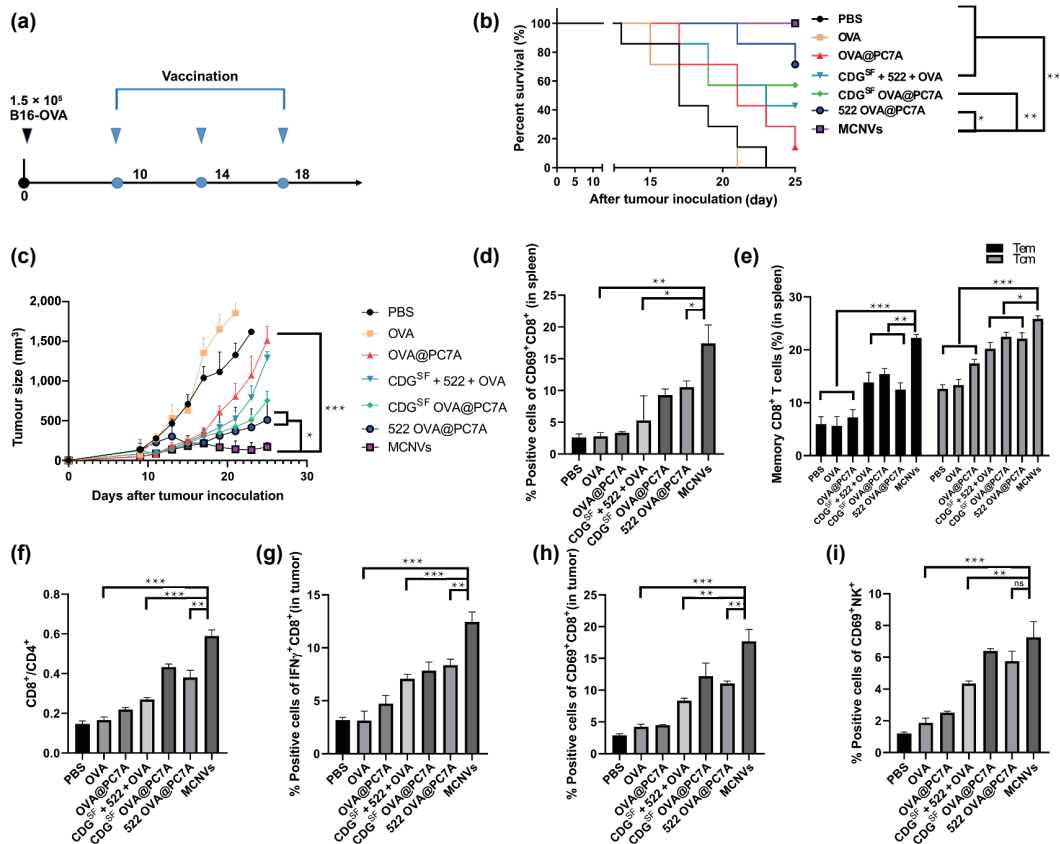 (a)
Vaccination
1.5 × 10⁵
B16-OVA
10
14
18
0
(b)
Percent survival (%)
100
80
60
40
20
0
0
5
10
15
20
25
After tumour inoculation (day)
PBS
OVA
OVA@PC7A
CDG^SF + 522 + OVA
CDG^SF OVA@PC7A
522 OVA@PC7A
MCNVs
*
**
**
(c)
Tumour size (mm³)
2,000
1,500
1,000
500
0
0
10
20
30
Days after tumour incoculation
PBS
OVA
OVA@PC7A
CDG^SF + 522 + OVA
CDG^SF OVA@PC7A
522 OVA@PC7A
MCNVs
*
***
(d)
% Positive cells of CD69⁺CD8⁺ (in spleen)
25
20
15
10
5
0
**
*
*
PBS
OVA
OVA@PC7A
CDG^SF + 522 + OVA
CDG^SF OVA@PC7A
522 OVA@PC7A
MCNVs
(e)
Tem
Tcm
Memory CD8⁺ T cells (%) (in spleen)
30
20
10
0
***
**
***
*
PBS
OVA
OVA@PC7A
CDG^SF + 522 + OVA
CDG^SF OVA@PC7A
522 OVA@PC7A
MCNVs
PBS
OVA
OVA@PC7A
CDG^SF + 522 + OVA
CDG^SF OVA@PC7A
522 OVA@PC7A
MCNVs
(f)
CD8⁺/CD4⁺
0.8
0.6
0.4
0.2
0.0
***
***
**
PBS
OVA
OVA@PC7A
CDG^SF + 522 + OVA
CDG^SF OVA@PC7A
522 OVA@PC7A
MCNVs
(g)
% Positive cells of IFNγ⁺CD8⁺(in tumor)
15
10
5
0
***
***
**
PBS
OVA
OVA@PC7A
CDG^SF + 522 + OVA
CDG^SF OVA@PC7A
522 OVA@PC7A
MCNVs
(h)
% Positive cells of CD69⁺CD8⁺(in tumor)
25
20
15
10
5
0
***
**
**
PBS
OVA
OVA@PC7A
CDG^SF + 522 + OVA
CDG^SF OVA@PC7A
522 OVA@PC7A
MCNVs
(i)
% Positive cells of CD69⁺NK⁺
10
8
6
4
2
0
***
**
ns
PBS
OVA
OVA@PC7A
CDG^SF + 522 + OVA
CDG^SF OVA@PC7A
522 OVA@PC7A
MCNVs